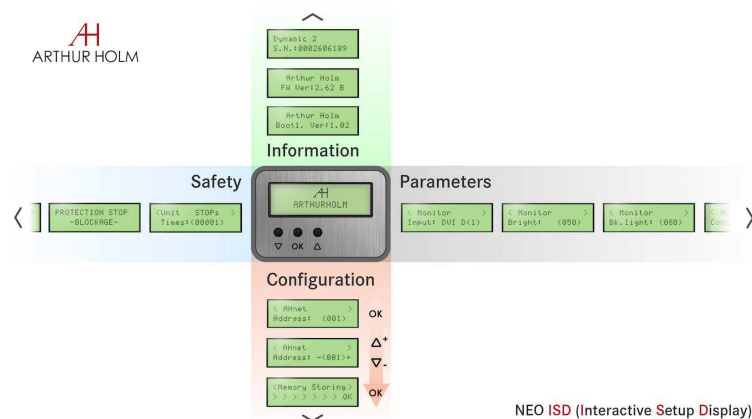 AH
ARTHUR HOLM
Dynamic 2
S.N.:0002606189
Arthur Holm
FW Ver:2.62 B
Arthur Holm
Bootl. Ver:1.02
Information
Safety
Parameters
PROTECTION STOP
-BLOCKAGE-
<Unit STOPs >
Times:(00001)
AH
ARTHURHOLM
OK
< Monitor >
Input: DVI D(1)
< Monitor >
Bright: (050)
< Monitor >
Bk.light: (080)
Configuration
< AHnet >
Address: (001)
OK
< AHnet >
Address: -(001)+
+
-
<Memory Storing>
> > > > > > > OK
OK
NEO ISD (Interactive Setup Display)